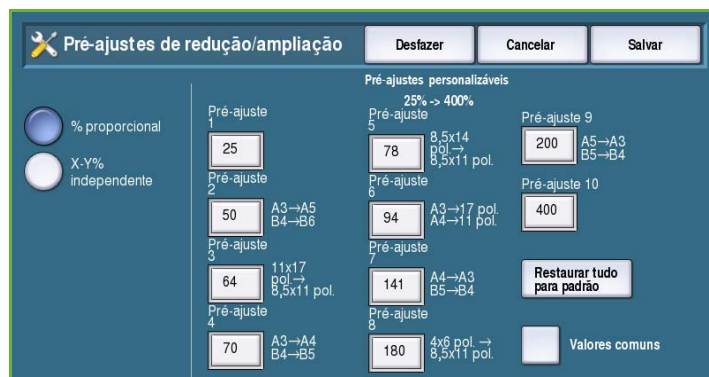 Pré-ajustes de redução/ampliação
Desfazer
Cancelar
Salvar
Pré-ajustes personalizáveis
25% -> 400%
% proporcional
X-Y%
independente
Pré-ajuste
1
25
Pré-ajuste
2
50
A3→A5
B4→B6
Pré-ajuste
3
64
11x17
pol.→
8,5x11 pol.
Pré-ajuste
4
70
A3→A4
B4→B5
Pré-ajuste
5
78
8,5x14
pol.→
8,5x11 pol.
Pré-ajuste
6
94
A3→17 pol.
A4→11 pol.
Pré-ajuste
7
141
A4→A3
B5→B4
Pré-ajuste
8
180
4x6 pol. →
8,5x11 pol.
Pré-ajuste 9
200
A5→A3
B5→B4
Pré-ajuste 10
400
Restaurar tudo
para padrão
Valores comuns